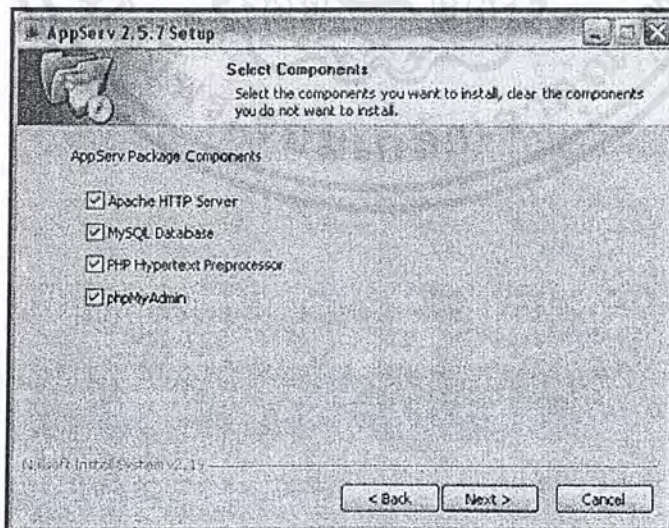 AppServ 2.5.7 Setup
Select Components
Select the components you want to install, clear the components
you do not want to install.
AppServ Package Components
Apache HTTP Server
MySQL Database
PHP Hypertext Preprocessor
phpMyAdmin
Nullsoft Install System v2.19
< Back
Next >
Cancel